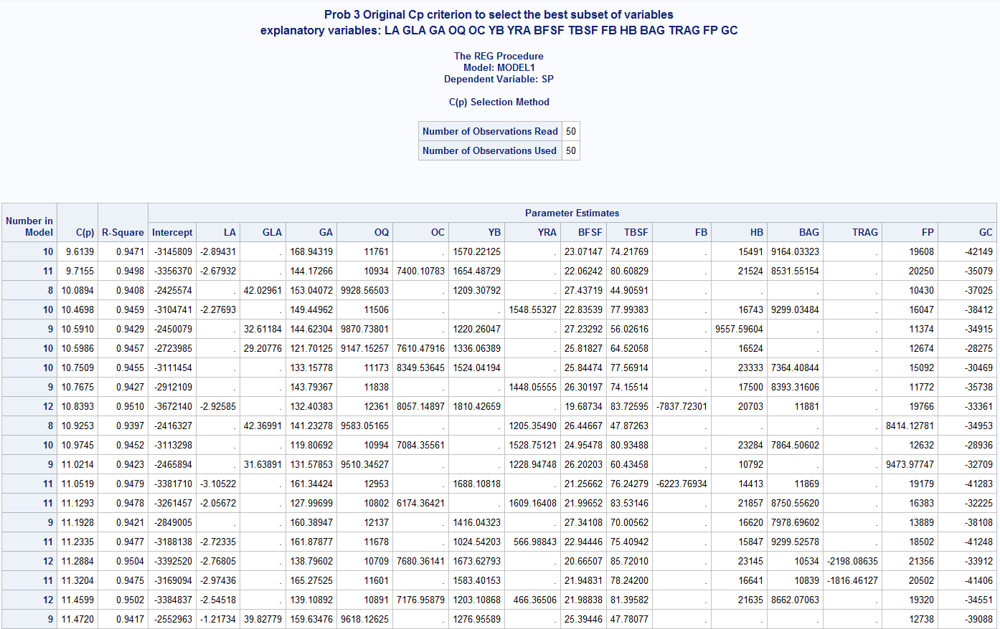 Prob 3 Original Cp criterion to select the best subset of variables
explanatory variables: LA GLA GA OQ OC YB YRA BFSF TBSF FB HB BAG TRAG FP GC
The REG Procedure
Model: MODEL1
Dependent Variable: SP
C(p) Selection Method
Number of Observations Read 50
Number of Observations Used 50
Parameter Estimates
Number in Model C(p) R-Square Intercept LA GLA GA OQ OC YB YRA BFSF TBSF FB HB BAG TRAG FP GC
10 9.6139 0.9471 -3145809 -2.89431 . 168.94319 11761 . 1570.22125 . 23.07147 74.21769 . 15491 9164.03323 . 19608 -42149
11 9.7155 0.9498 -3356370 -2.67932 . 144.17266 10934 7400.10783 1654.48729 . 22.06242 80.60829 . 21524 8531.55154 . 20250 -35079
8 10.0894 0.9408 -2425574 . 42.02961 153.04072 9928.56503 . 1209.30792 . 27.43719 44.90591 . . . . 10430 -37025
10 10.4698 0.9459 -3104741 -2.27693 . 149.44962 11506 . . 1548.55327 22.83539 77.99383 . 16743 9299.03484 . 16047 -38412
9 10.5910 0.9429 -2450079 . 32.61184 144.62304 9870.73801 . 1220.26047 . 27.23292 56.02616 . 9557.59604 . . 11374 -34915
10 10.5986 0.9457 -2723985 . 29.20776 121.70125 9147.15257 7610.47916 1336.06389 . 25.81827 64.52058 . 16524 . . 12674 -28275
10 10.7509 0.9455 -3111454 . . 133.15778 11173 8349.53645 1524.04194 . 25.84474 77.56914 . 23333 7364.40844 . 15092 -30469
9 10.7675 0.9427 -2912109 . . 143.79367 11838 . . 1448.05555 26.30197 74.15514 . 17500 8393.31606 . 11772 -35738
12 10.8393 0.9510 -3672140 -2.92585 . 132.40383 12361 8057.14897 1810.42659 . 19.68734 83.72595 -7837.72301 20703 11881 . 19766 -33361
8 10.9253 0.9397 -2416327 . 42.36991 141.23278 9583.05165 . . 1205.35490 26.44667 47.87263 . . . . 8414.12781 -34953
10 10.9745 0.9452 -3113298 . . 119.80692 10994 7084.35561 . 1528.75121 24.95478 80.93488 . 23284 7864.50602 . 12632 -28936
9 11.0214 0.9423 -2465894 . 31.63891 131.57853 9510.34527 . . 1228.94748 26.20203 60.43458 . 10792 . . 9473.97747 -32709
11 11.0519 0.9479 -3381710 -3.10522 . 161.34424 12953 . 1688.10818 . 21.25662 76.24279 -6223.76934 14413 11869 . 19179 -41283
11 11.1293 0.9478 -3261457 -2.05672 . 127.99699 10802 6174.36421 . 1609.16408 21.99652 83.53146 . 21857 8750.55620 . 16383 -32225
9 11.1928 0.9421 -2849005 . . 160.38947 12137 . 1416.04323 . 27.34108 70.00562 . 16620 7978.69602 . 13889 -38108
11 11.2335 0.9477 -3188138 -2.72335 . 161.87877 11678 . 1024.54203 566.98843 22.94446 75.40942 . 15847 9299.52578 . 18502 -41248
12 11.2884 0.9504 -3392520 -2.76805 . 138.79602 10709 7680.36141 1673.62793 . 20.66507 85.72010 . 23145 10534 -2198.08635 21356 -33912
11 11.3204 0.9475 -3169094 -2.97436 . 165.27525 11601 . 1583.40153 . 21.94831 78.24200 . 16641 10839 -1816.46127 20502 -41406
12 11.4599 0.9502 -3384837 -2.54518 . 139.10892 10891 7176.95879 1203.10868 466.36506 21.98838 81.39582 . 21635 8662.07063 . 19320 -34551
9 11.4720 0.9417 -2552963 -1.21734 39.82779 159.63476 9618.12625 . 1276.95589 . 25.39446 47.78077 . . . . 12738 -39088